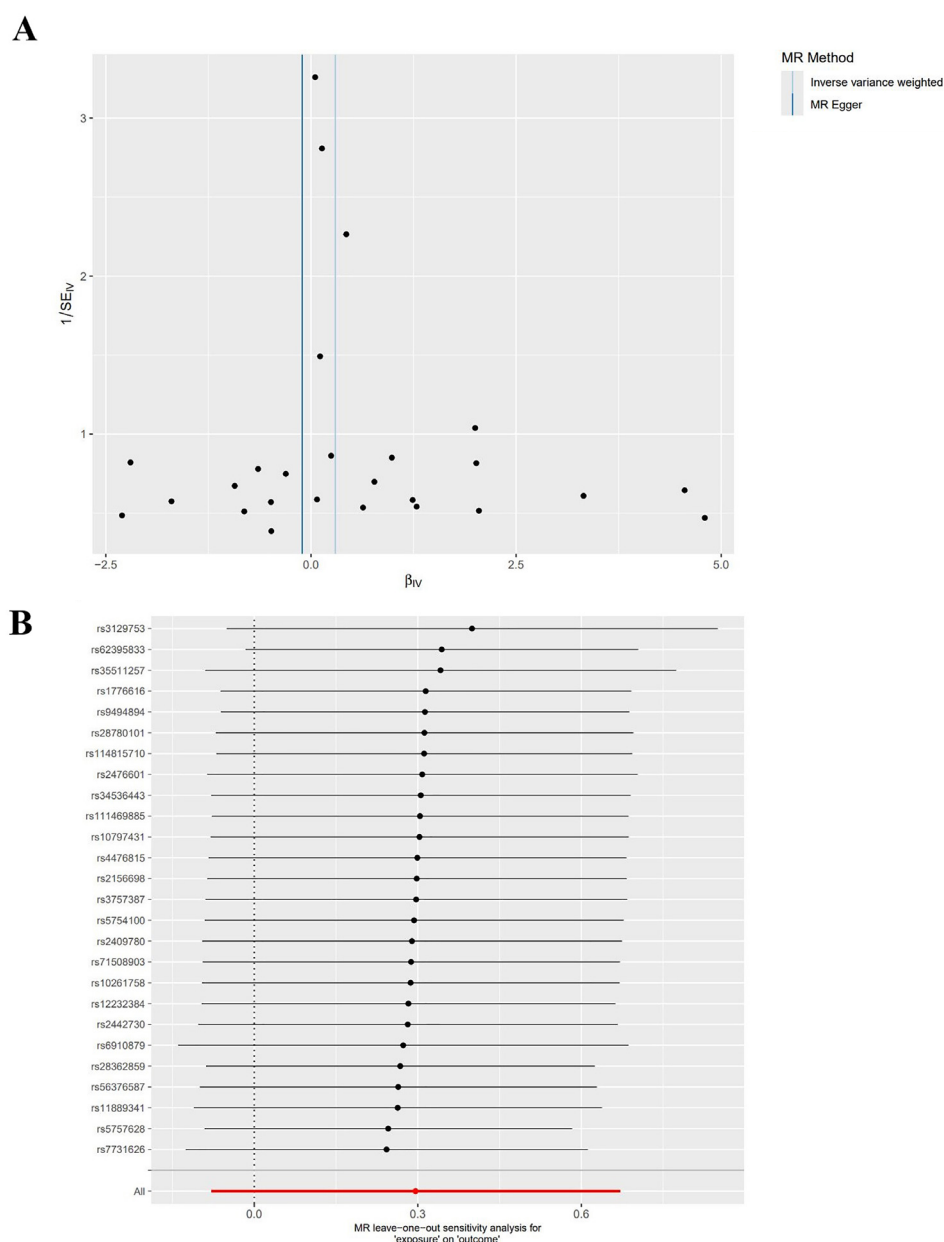 A
MR Method
Inverse variance weighted
MR Egger
3
2
1
1/SEIV
−2.5
0.0
2.5
5.0
βIV
B
rs3129753
rs62395833
rs35511257
rs1776616
rs9494894
rs28780101
rs114815710
rs2476601
rs34536443
rs111469885
rs10797431
rs4476815
rs2156698
rs3757387
rs5754100
rs2409780
rs71508903
rs10261758
rs12232384
rs2442730
rs6910879
rs28362859
rs56376587
rs11889341
rs5757628
rs7731626
All
0.0
0.3
0.6
MR leave−one−out sensitivity analysis for
'exposure' on 'outcome'